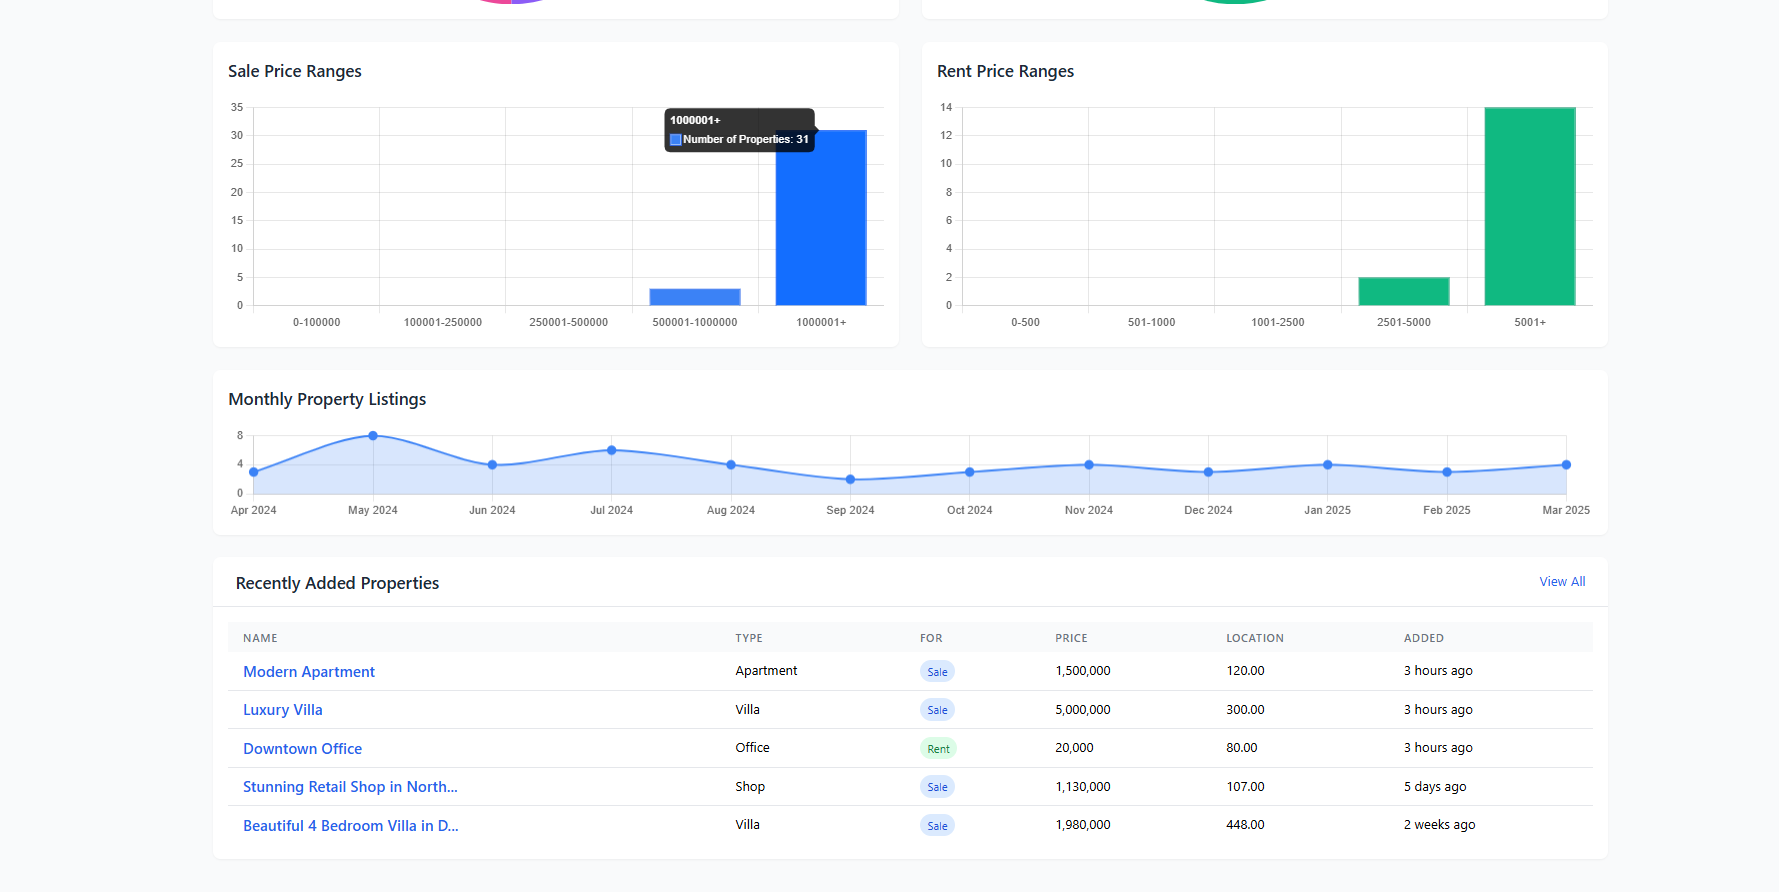 Sale Price Ranges
35
30
25
20
15
10
5
0
0-100000 100001-250000 250001-500000 500001-1000000 1000001+
1000001+
Number of Properties: 31
Rent Price Ranges
14
12
10
8
6
4
2
0
0-500 501-1000 1001-2500 2501-5000 5001+
Monthly Property Listings
8
4
0
Apr 2024 May 2024 Jun 2024 Jul 2024 Aug 2024 Sep 2024 Oct 2024 Nov 2024 Dec 2024 Jan 2025 Feb 2025 Mar 2025
Recently Added Properties View All
NAME TYPE FOR PRICE LOCATION ADDED
Modern Apartment Apartment Sale 1,500,000 120.00 3 hours ago
Luxury Villa Villa Sale 5,000,000 300.00 3 hours ago
Downtown Office Office Rent 20,000 80.00 3 hours ago
Stunning Retail Shop in North... Shop Sale 1,130,000 107.00 5 days ago
Beautiful 4 Bedroom Villa in D... Villa Sale 1,980,000 448.00 2 weeks ago